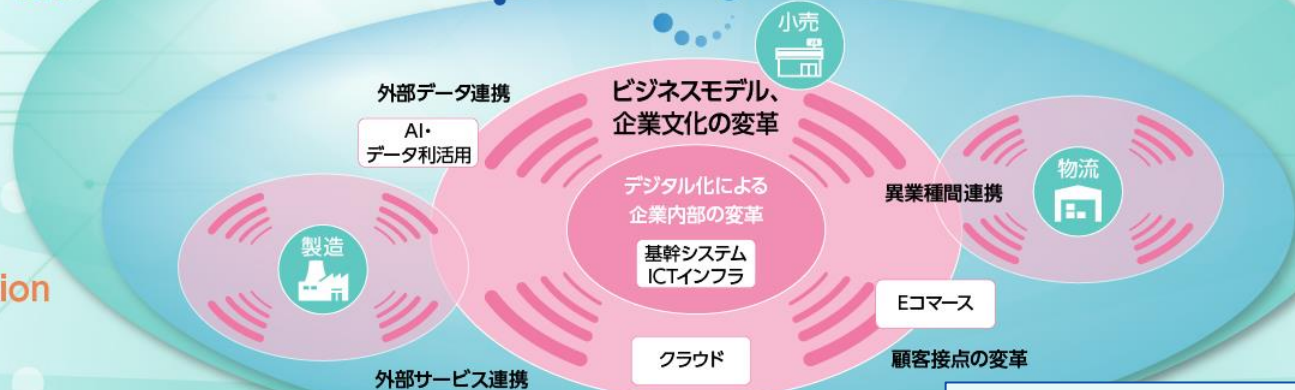 小売
外部データ連携
ビジネスモデル、
企業文化の変革
AI・
データ利活用
デジタル化による
企業内部の変革
物流
異業種間連携
製造
基幹システム
ICTインフラ
ion
Eコマース
クラウド
顧客接点の変革
外部サービス連携